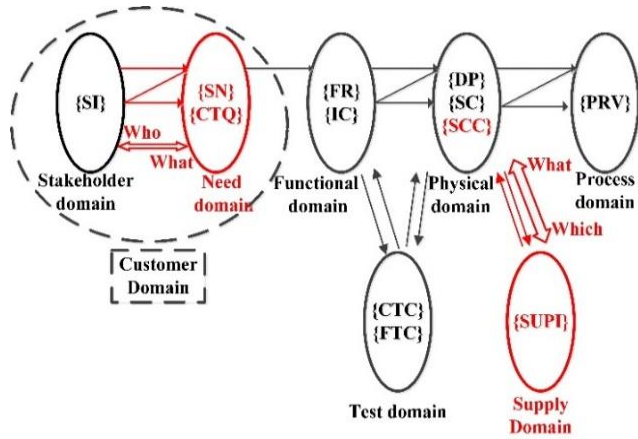 {SI}
{SN}
{CTQ}
{FR}
{IC}
{DP}
{SC}
{SCC}
{PRV}
Who
What
Stakeholder
domain
Need
domain
Functional
domain
Physical
domain
Process
domain
What
Which
Customer
Domain
{CTC}
{FTC}
{SUPI}
Test domain
Supply
Domain